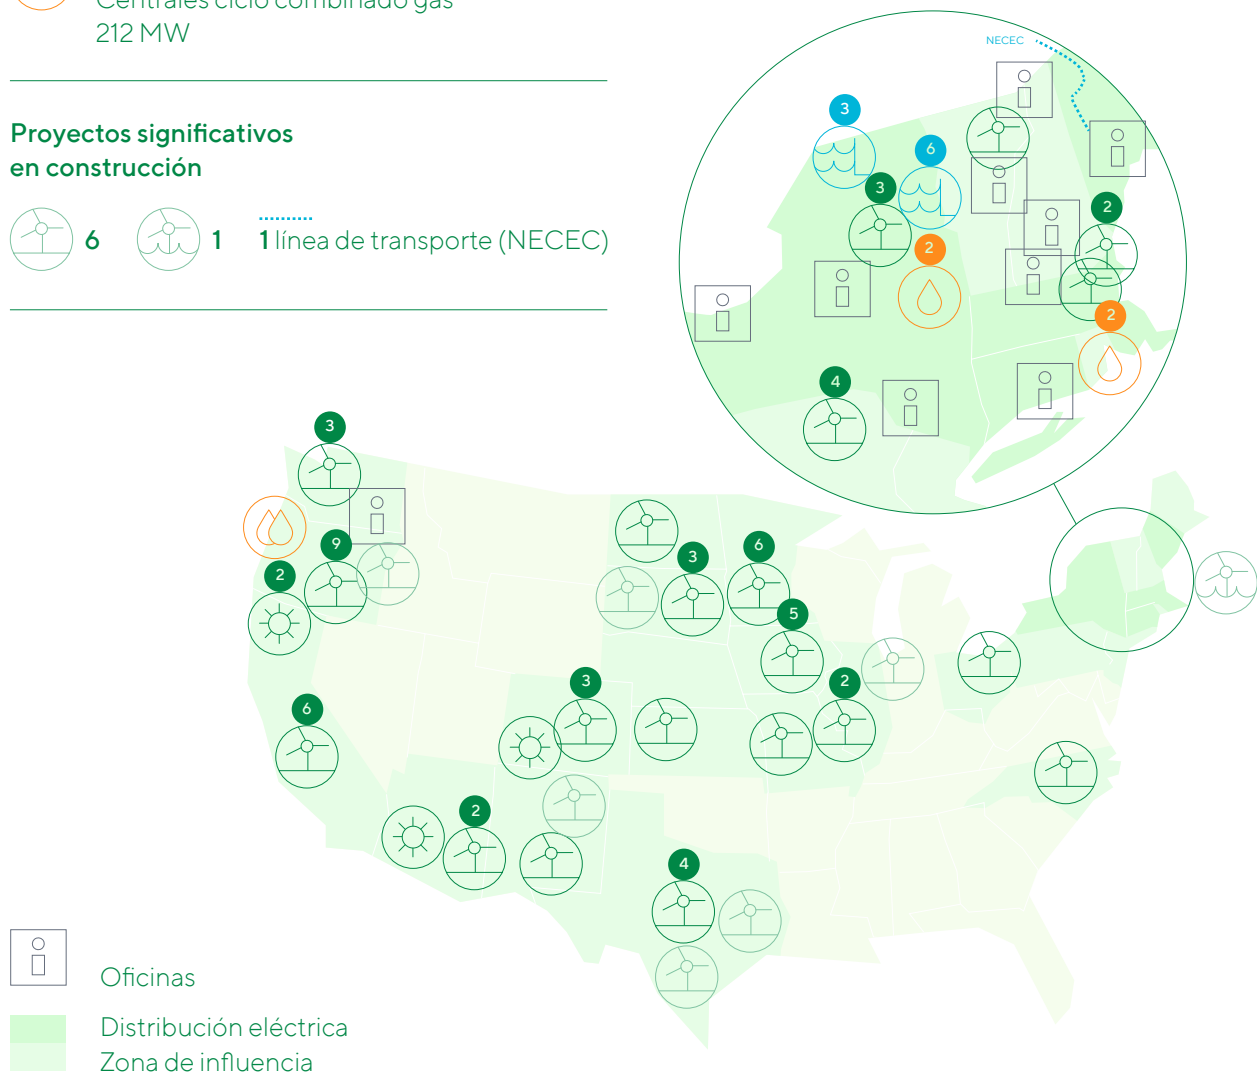 Centrales ciclo combinado gas
212 MW
Proyectos significativos
en construcción
6
1
1 línea de transporte (NECEC)
NECEC
3
6
3
2
2
2
4
3
9
2
3
6
5
3
2
6
2
4
Oficinas
Distribución eléctrica
Zona de influencia